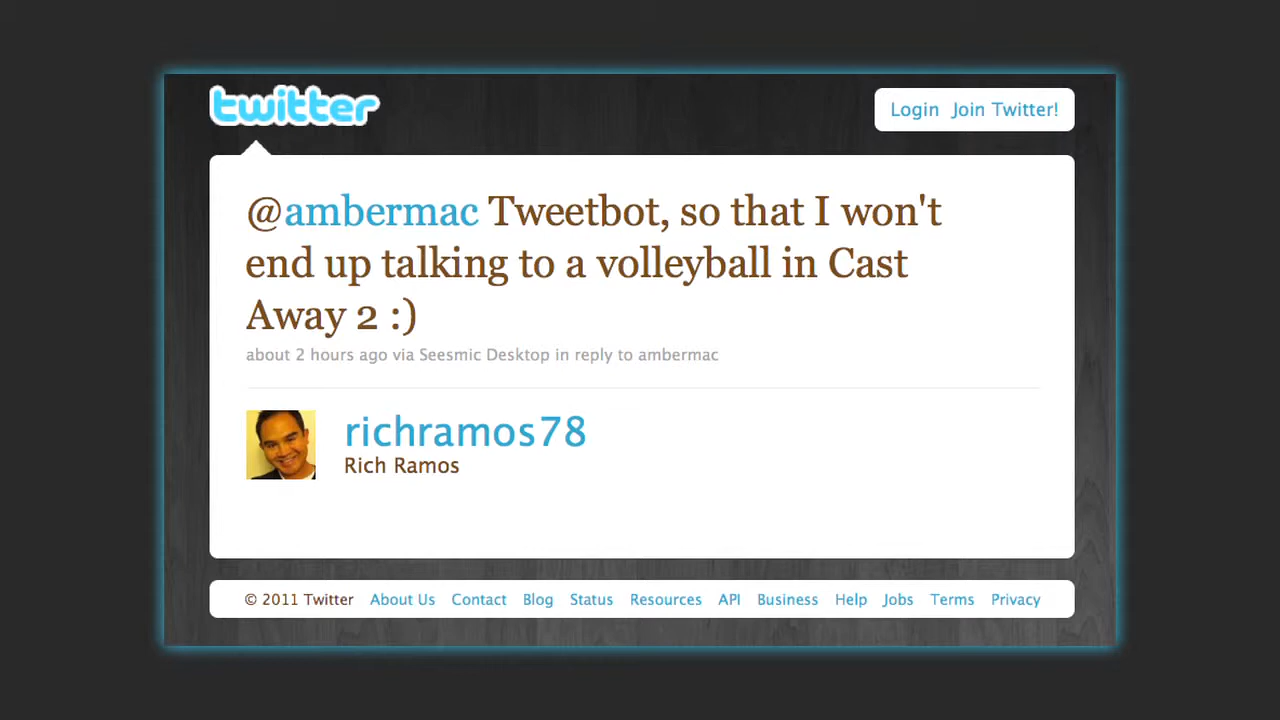 twitter
Login Join Twitter!
@ambermac Tweetbot, so that I won't
end up talking to a volleyball in Cast
Away 2 :)
about 2 hours ago via Seesmic Desktop in reply to ambermac
richramos78
Rich Ramos
© 2011 Twitter About Us Contact Blog Status Resources API Business Help Jobs Terms Privacy